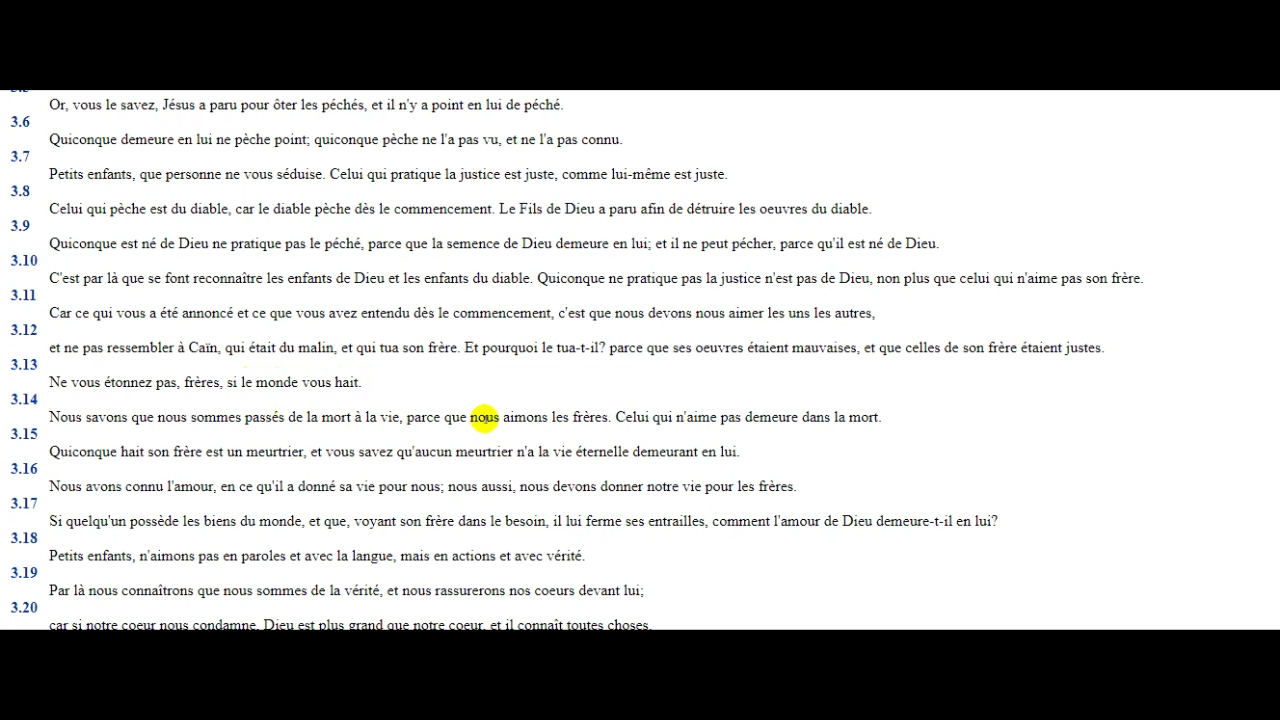 Or, vous le savez, Jésus a paru pour ôter les péchés, et il n'y a point en lui de péché.
3.6
Quiconque demeure en lui ne pèche point; quiconque pèche ne l'a pas vu, et ne l'a pas connu.
3.7
Petits enfants, que personne ne vous séduise. Celui qui pratique la justice est juste, comme lui-même est juste.
3.8
Celui qui pèche est du diable, car le diable pèche dès le commencement. Le Fils de Dieu a paru afin de détruire les oeuvres du diable.
3.9
Quiconque est né de Dieu ne pratique pas le péché, parce que la semence de Dieu demeure en lui; et il ne peut pécher, parce qu'il est né de Dieu.
3.10
C'est par là que se font reconnaître les enfants de Dieu et les enfants du diable. Quiconque ne pratique pas la justice n'est pas de Dieu, non plus que celui qui n'aime pas son frère.
3.11
Car ce qui vous a été annoncé et ce que vous avez entendu dès le commencement, c'est que nous devons nous aimer les uns les autres,
3.12
et ne pas ressembler à Caïn, qui était du malin, et qui tua son frère. Et pourquoi le tua-t-il? parce que ses oeuvres étaient mauvaises, et que celles de son frère étaient justes.
3.13
Ne vous étonnez pas, frères, si le monde vous hait.
3.14
Nous savons que nous sommes passés de la mort à la vie, parce que nous aimons les frères. Celui qui n'aime pas demeure dans la mort.
3.15
Quiconque hait son frère est un meurtrier, et vous savez qu'aucun meurtrier n'a la vie éternelle demeurant en lui.
3.16
Nous avons connu l'amour, en ce qu'il a donné sa vie pour nous; nous aussi, nous devons donner notre vie pour les frères.
3.17
Si quelqu'un possède les biens du monde, et que, voyant son frère dans le besoin, il lui ferme ses entrailles, comment l'amour de Dieu demeure-t-il en lui?
3.18
Petits enfants, n'aimons pas en paroles et avec la langue, mais en actions et avec vérité.
3.19
Par là nous connaîtrons que nous sommes de la vérité, et nous rassurerons nos coeurs devant lui;
3.20
car si notre coeur nous condamne, Dieu est plus grand que notre coeur, et il connaît toutes choses.